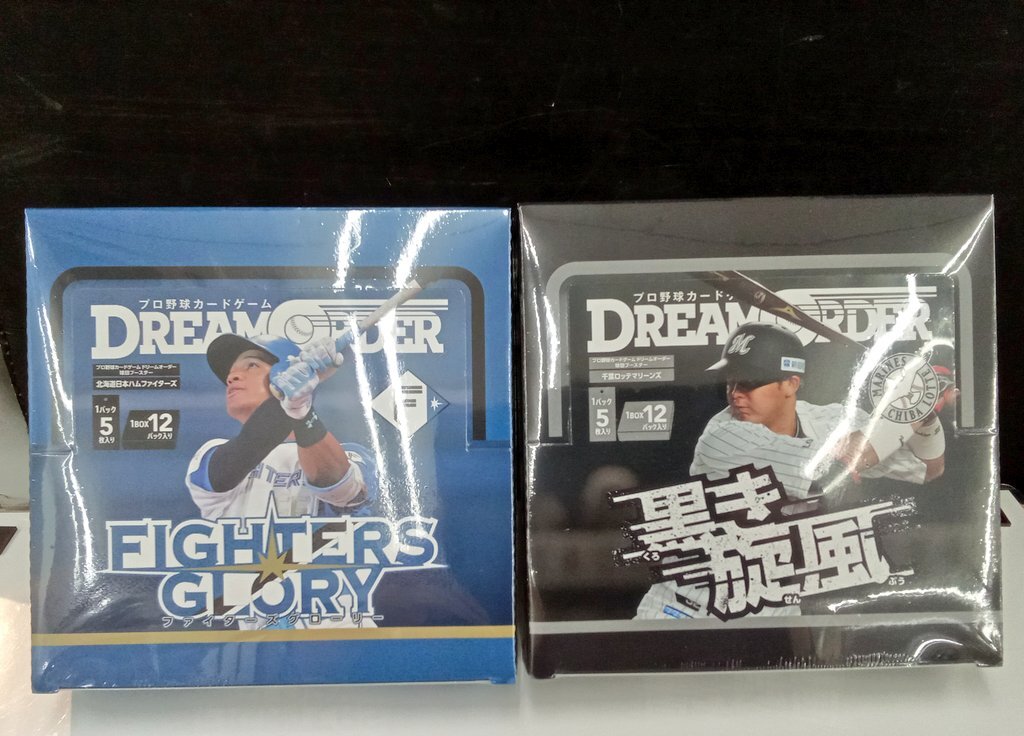 プロ野球カードゲーム
DREAM ORDER
プロ野球カードゲーム ドリームオーダー
球団ブースター
北海道日本ハムファイターズ
1パック
5
枚入り
1BOX 12
パック入り
FIGHTERS
FIGHTERS
GLORY
ファイターズグローリー
プロ野球カードゲ
DREAM ORDER
プロ野球カードゲーム ドリームオーダー
球団ブースター
千葉ロッテマリーンズ
1パック
5
枚入り
1BOX 12
パック入り
M
MARINES
CHIBA
黒き
くろ
旋風
せん
ぷう